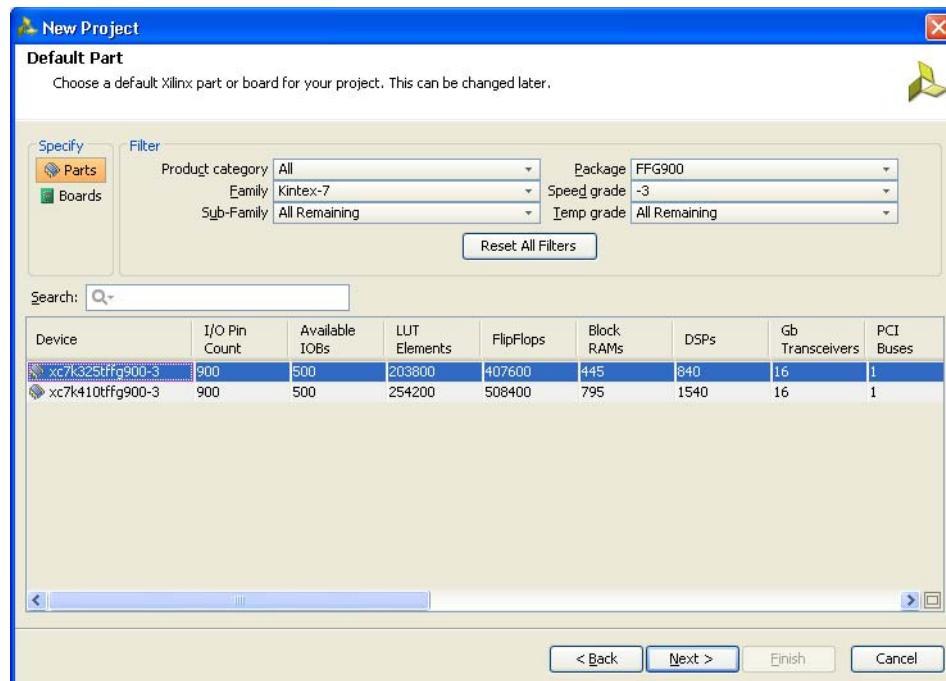 New Project
Default Part
Choose a default Xilinx part or board for your project. This can be changed later.
Specify
Parts
Boards
Filter
Product category All
Package FFG900
Family Kintex-7
Speed grade -3
Sub-Family All Remaining
Temp grade All Remaining
Reset All Filters
Search:
Device I/O Pin Count Available IOBs LUT Elements FlipFlops Block RAMs DSPs Gb Transceivers PCI Buses
xc7k325tffg900-3 900 500 203800 407600 445 840 16 1
xc7k410tffg900-3 900 500 254200 508400 795 1540 16 1
< Back Next > Finish Cancel